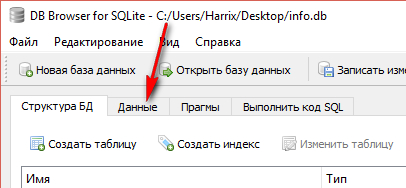 DB Browser for SQLite - C:/Users/Harrix/Desktop/info.db
Файл Редактирование Вид Справка
Новая база данных Открыть базу данных Записать изме
Структура БД Данные Прагмы Выполнить код SQL
Создать таблицу Создать индекс Изменить таблицу
Имя Тип